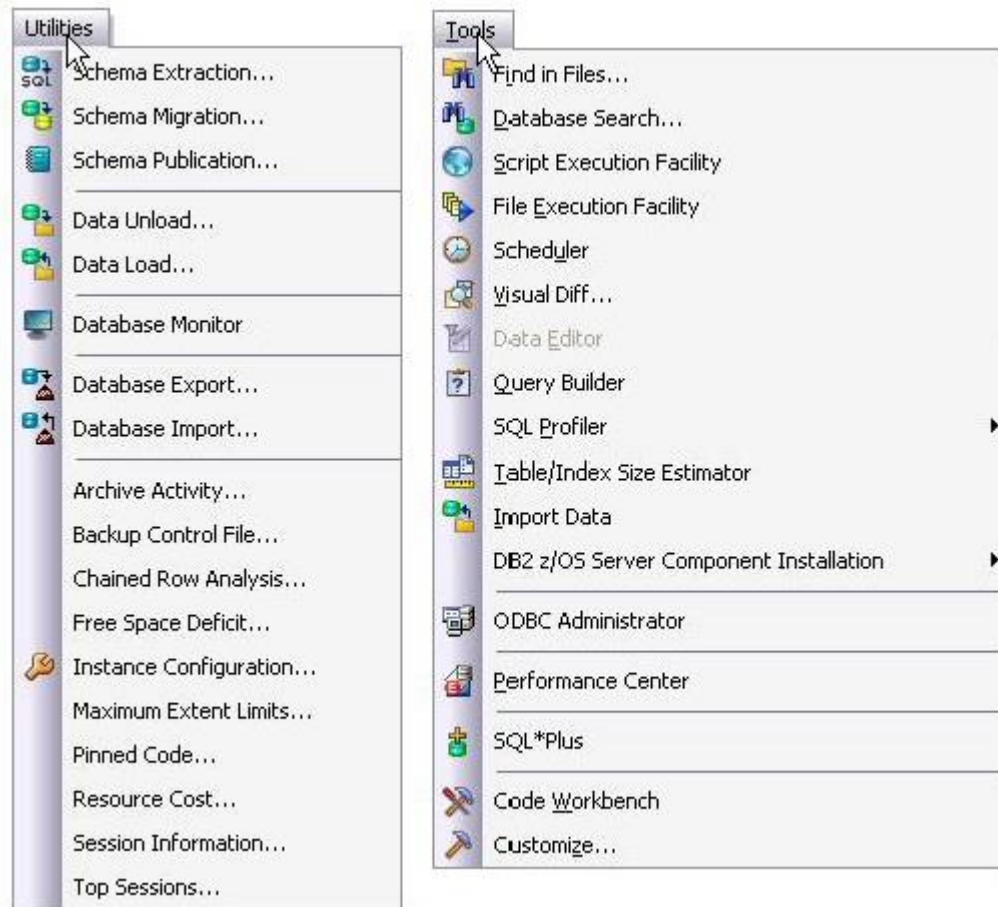 Utilities
Schema Extraction...
Schema Migration...
Schema Publication...
Data Unload...
Data Load...
Database Monitor
Database Export...
Database Import...
Archive Activity...
Backup Control File...
Chained Row Analysis...
Free Space Deficit...
Instance Configuration...
Maximum Extent Limits...
Pinned Code...
Resource Cost...
Session Information...
Top Sessions...
Tools
Find in Files...
Database Search...
Script Execution Facility
File Execution Facility
Scheduler
Visual Diff...
Data Editor
Query Builder
SQL Profiler
Table/Index Size Estimator
Import Data
DB2 z/OS Server Component Installation
ODBC Administrator
Performance Center
SQL*Plus
Code Workbench
Customize...
SQL